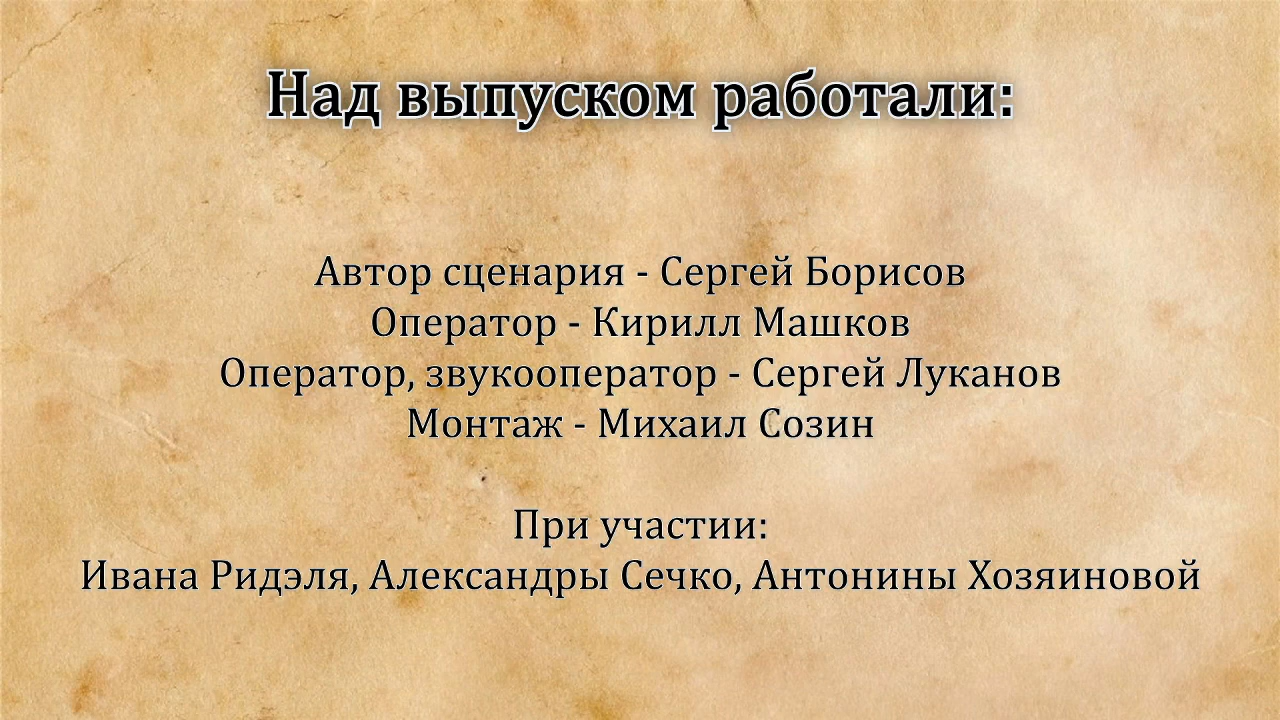 Над выпуском работали:
Автор сценария - Сергей Борисов
Оператор - Кирилл Машков
Оператор, звукооператор - Сергей Луканов
Монтаж - Михаил Созин
При участии:
Ивана Ридэля, Александры Сечко, Антонины Хозяиновой